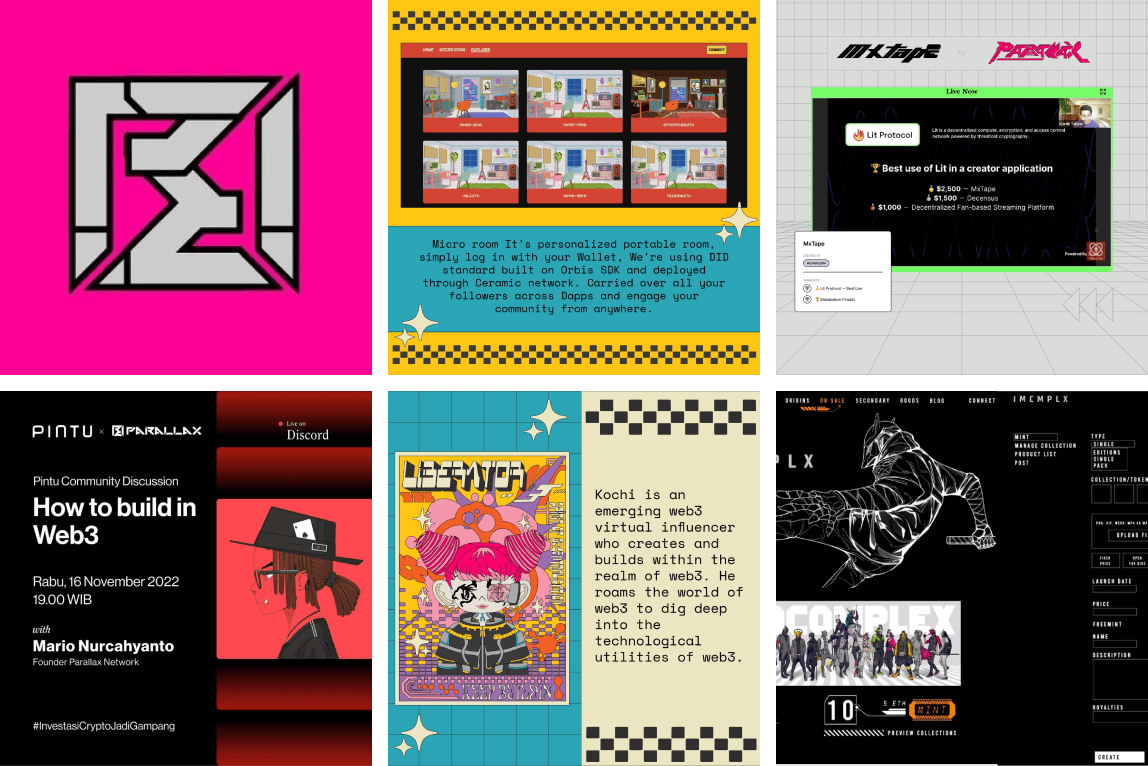 HOME MICRO ROOM EXPLORE
CONNECT
Micro room It's personalized portable room,
simply log in with your Wallet, We're using DID
standard built on Orbis SDK and deployed
through Ceramic network. Carried over all your
followers across Dapps and engage your
community from anywhere.
MXTAPE by PARALLAX
Live Now
Lit Protocol
Lit is a decentralized compute, encryption, and access control
network powered by threshold cryptography.
Best use of Lit in a creator application
$2,500 — MxTape
$1,500 — Decensus
$1,000 — Decentralized Fan-based Streaming Platform
Powered by
MxTape
Lit Protocol — Best Use
PINTU × PARALLAX
Live on
Discord
Pintu Community Discussion
How to build in
Web3
Rabu, 16 November 2022
19.00 WIB
with
Mario Nurcahyanto
Founder Parallax Network
#InvestasiCryptoJadiGampang
LIBERATOR
KEEP BUILDIN
Kochi is an
emerging web3
virtual influencer
who creates and
builds within the
realm of web3. He
roams the world of
web3 to dig deep
into the
technological
utilities of web3.
ORIGINS ON SALE SECONDARY GOODS BLOG CONNECT IMCMPLX
PLX
MINT
MANAGE COLLECTION
PRODUCT LIST
POST
TYPE
SINGLE
EDITIONS
SINGLE
PACK
COLLECTION/TOKEN
UPLOAD FI
FIXED
PRICE
OPEN
FOR BIDS
LAUNCH DATE
PRICE
FREEMINT
NAME
DESCRIPTION
ROYALTIES
CREATE
COMPLEX
10
5 ETH
MINT
PREVIEW COLLECTIONS